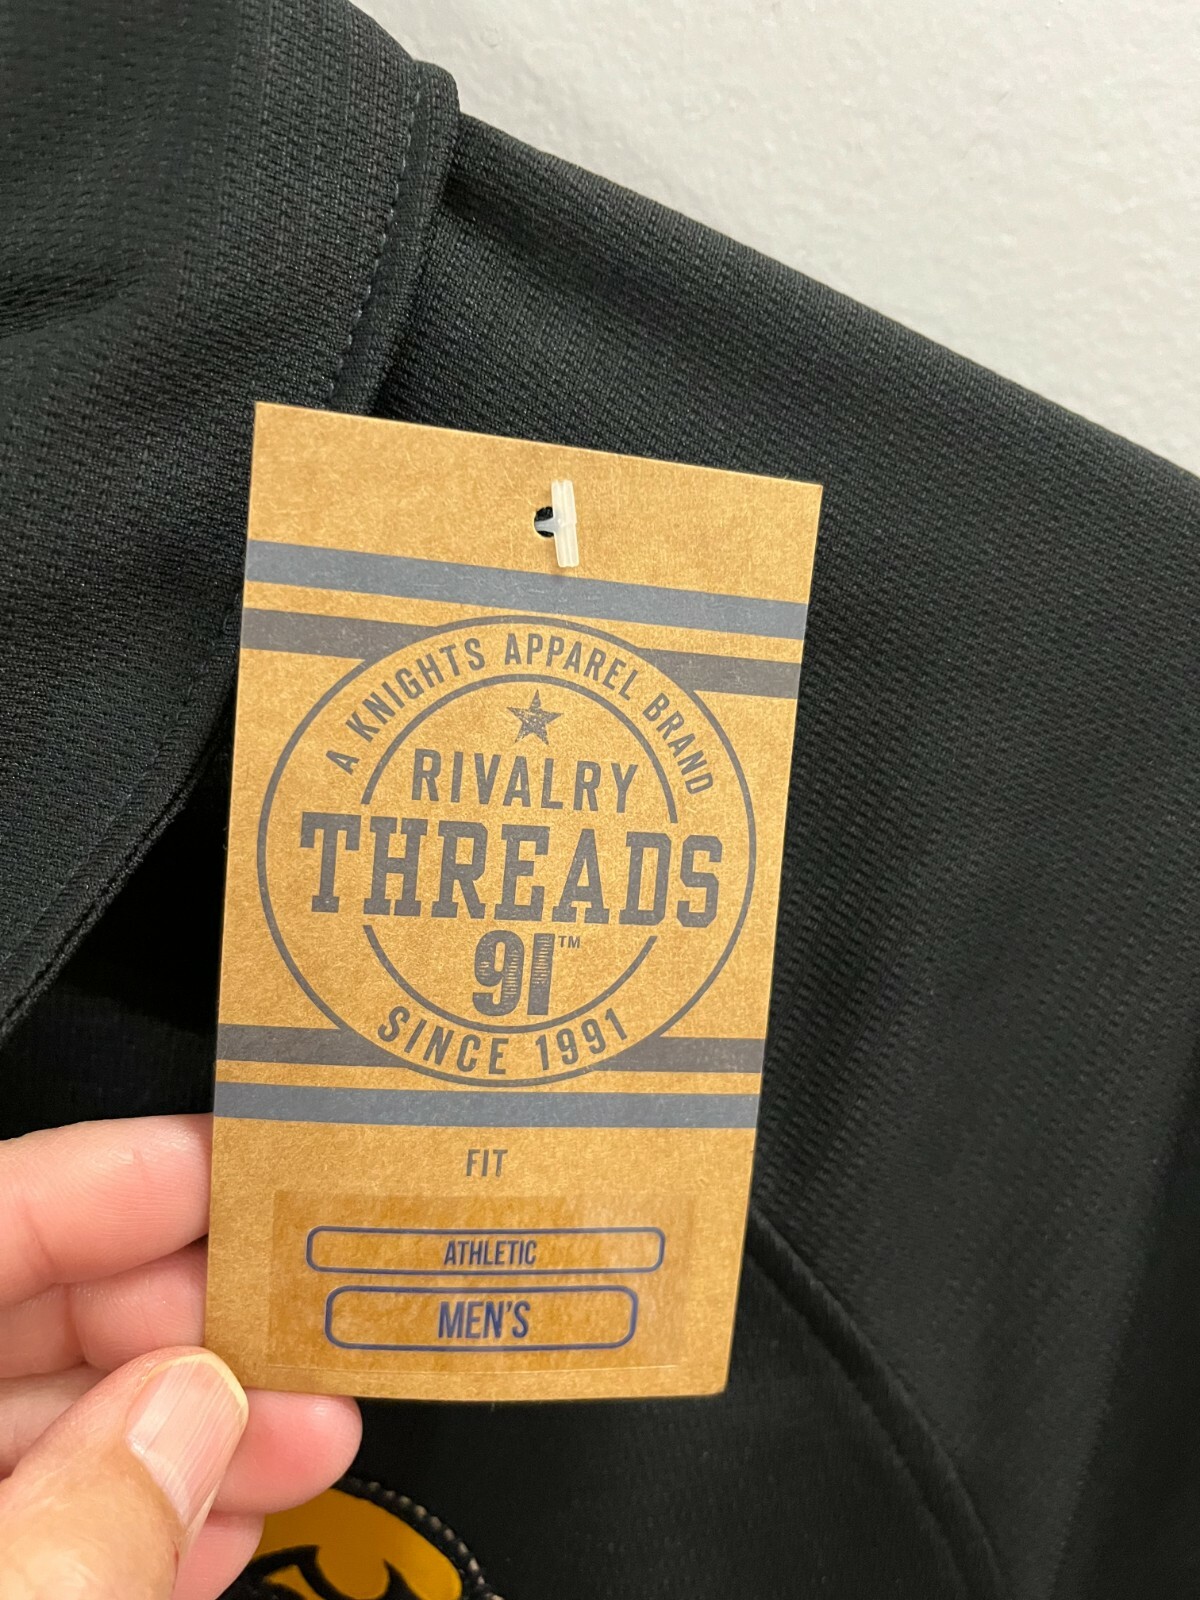 A KNIGHTS APPAREL BRAND
RIVALRY
THREADS
91™
SINCE 1991
FIT
ATHLETIC
MEN'S